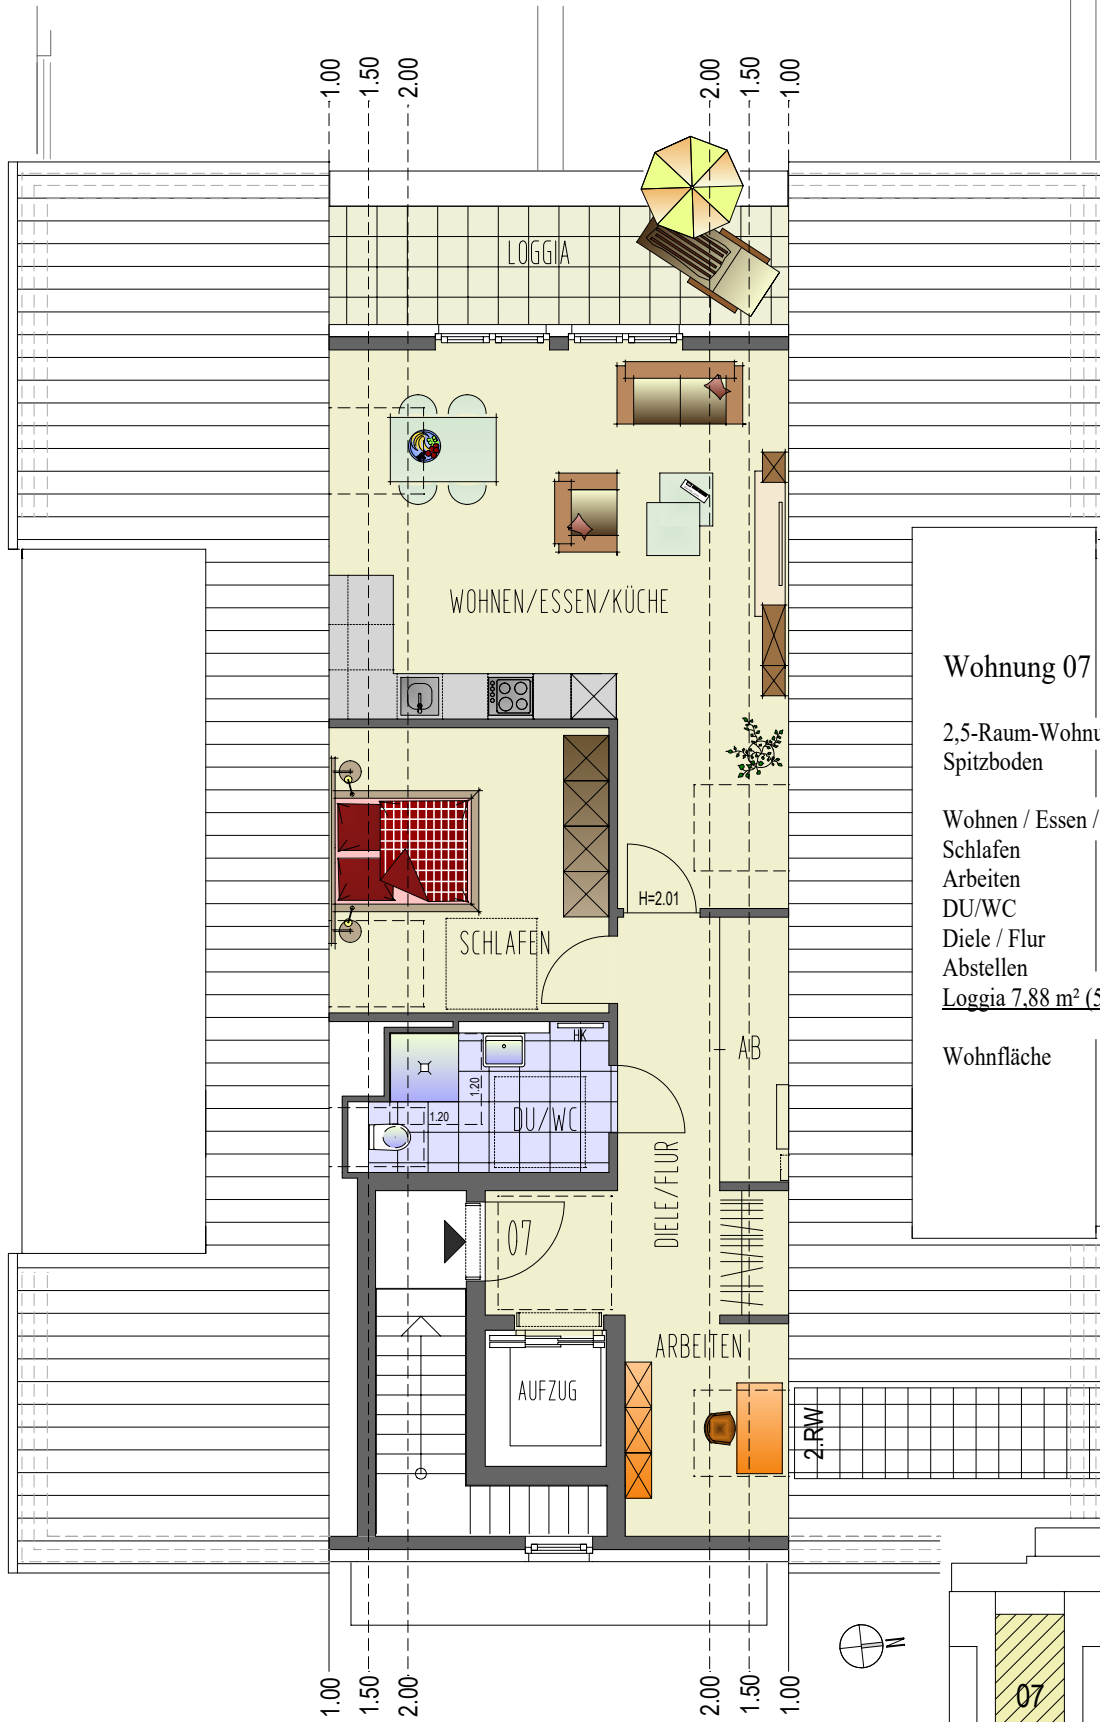 1.00
1.50
2.00
2.00
1.50
1.00
LOGGIA
WOHNEN/ESSEN/KÜCHE
Wohnung 07
2,5-Raum-Wohnu
Spitzboden
Wohnen / Essen /
Schlafen
Arbeiten
DU/WC
Diele / Flur
Abstellen
Loggia 7,88 m² (5
Wohnfläche
H=2.01
SCHLAFEN
HK
AB
1.20
1.20
DU/WC
DIELE/FLUR
07
ARBEITEN
AUFZUG
2.RW
N
07
1.00
1.50
2.00
2.00
1.50
1.00